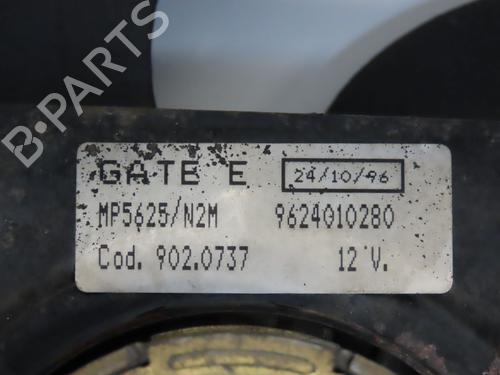 B-PARTS
GATE E 24/10/96
MP5625/N2M 9624010280
Cod. 902.0737 12 V.